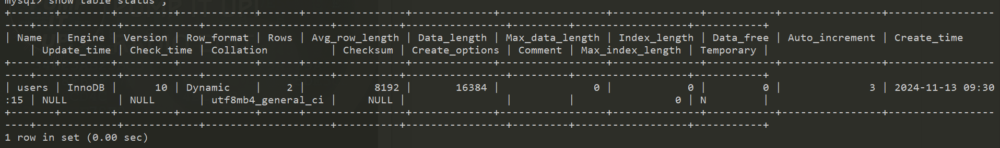 mysql> show table status ;
+-------+--------+---------+------------+------+----------------+-------------+-----------------+--------------+-----------+----------------+-----------------
----+-------------+------------+--------------------+----------+----------------+---------+------------------+-----------+
| Name  | Engine | Version | Row_format | Rows | Avg_row_length | Data_length | Max_data_length | Index_length | Data_free | Auto_increment | Create_time
    | Update_time | Check_time | Collation          | Checksum | Create_options | Comment | Max_index_length | Temporary |
+-------+--------+---------+------------+------+----------------+-------------+-----------------+--------------+-----------+----------------+-----------------
----+-------------+------------+--------------------+----------+----------------+---------+------------------+-----------+
| users | InnoDB |      10 | Dynamic    |    2 |           8192 |       16384 |               0 |            0 |         0 |              3 | 2024-11-13 09:30
:15 | NULL        | NULL       | utf8mb4_general_ci |     NULL |                |         |                0 | N         |
+-------+--------+---------+------------+------+----------------+-------------+-----------------+--------------+-----------+----------------+-----------------
----+-------------+------------+--------------------+----------+----------------+---------+------------------+-----------+
1 row in set (0.00 sec)